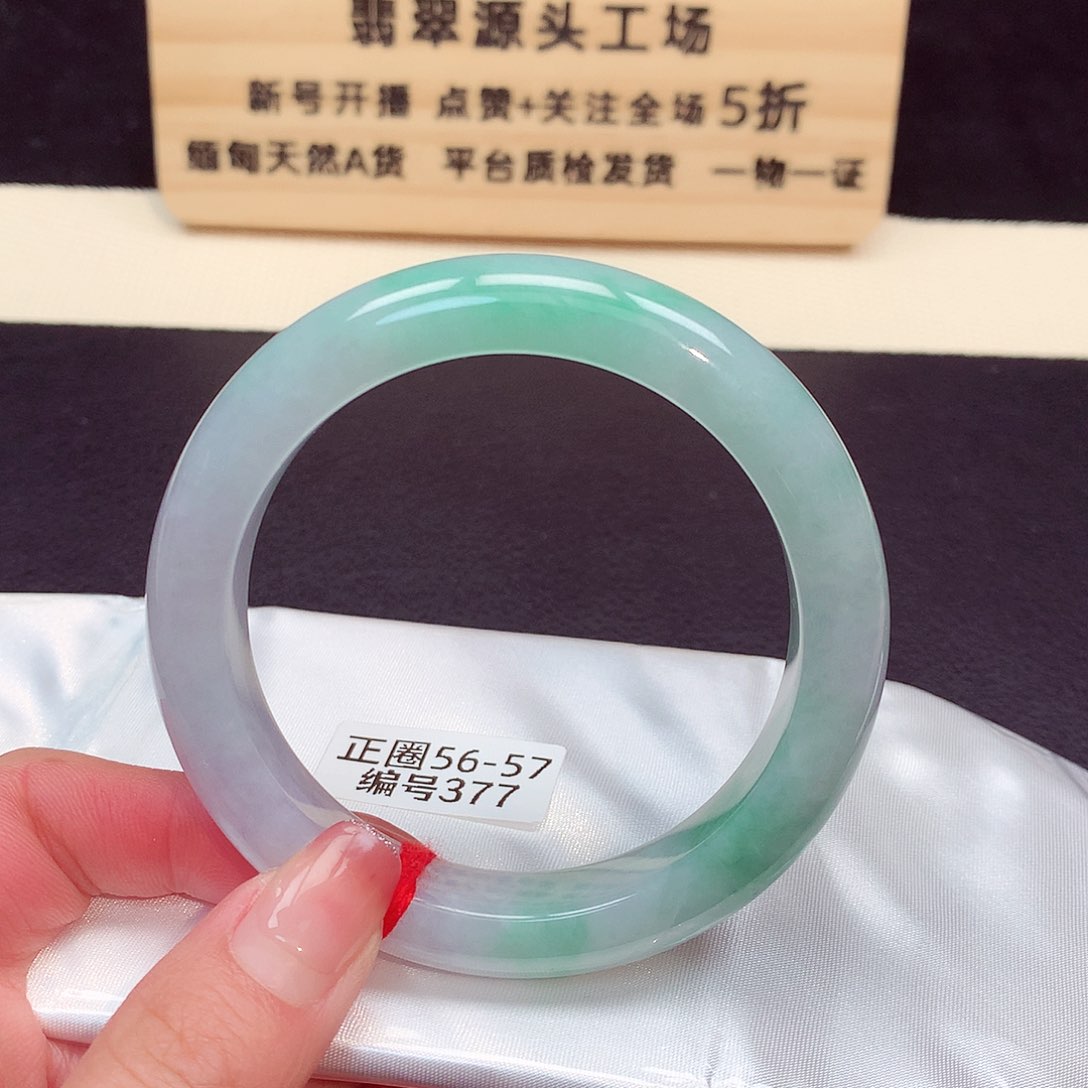 翡翠源头工场
新号开播 点赞+关注全场5折
缅甸天然A货 平台质检发货 一物一证
正圈56-57
编号377